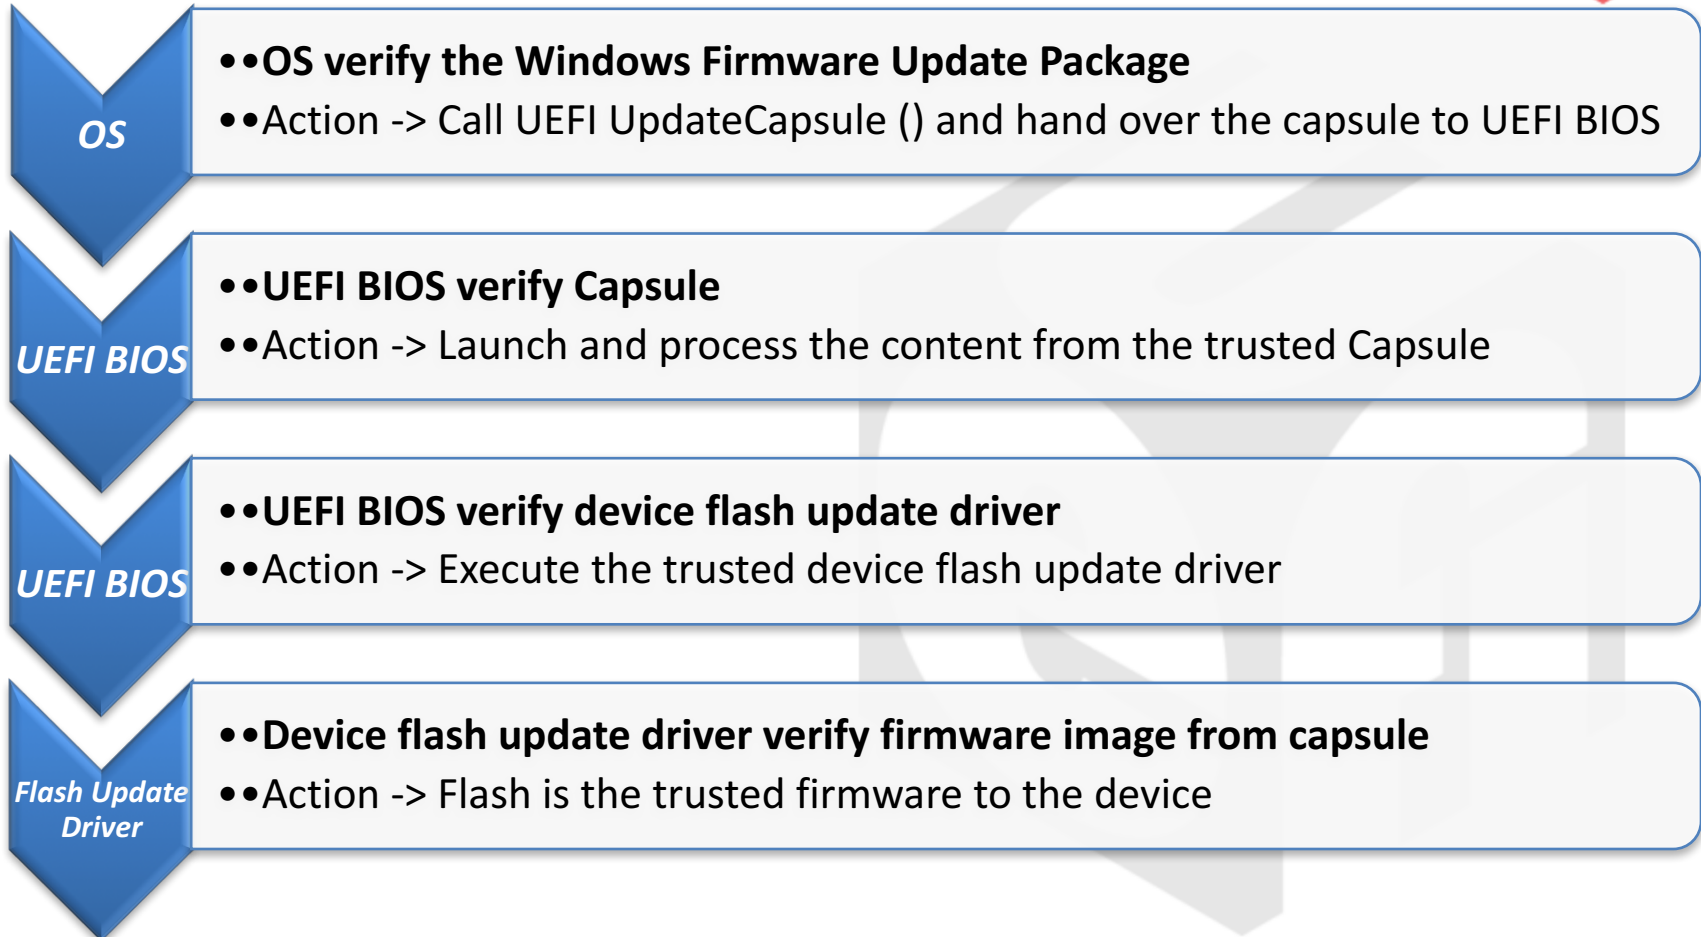 OS
••OS verify the Windows Firmware Update Package
••Action -> Call UEFI UpdateCapsule () and hand over the capsule to UEFI BIOS
UEFI BIOS
••UEFI BIOS verify Capsule
••Action -> Launch and process the content from the trusted Capsule
UEFI BIOS
••UEFI BIOS verify device flash update driver
••Action -> Execute the trusted device flash update driver
Flash Update
Driver
••Device flash update driver verify firmware image from capsule
••Action -> Flash is the trusted firmware to the device